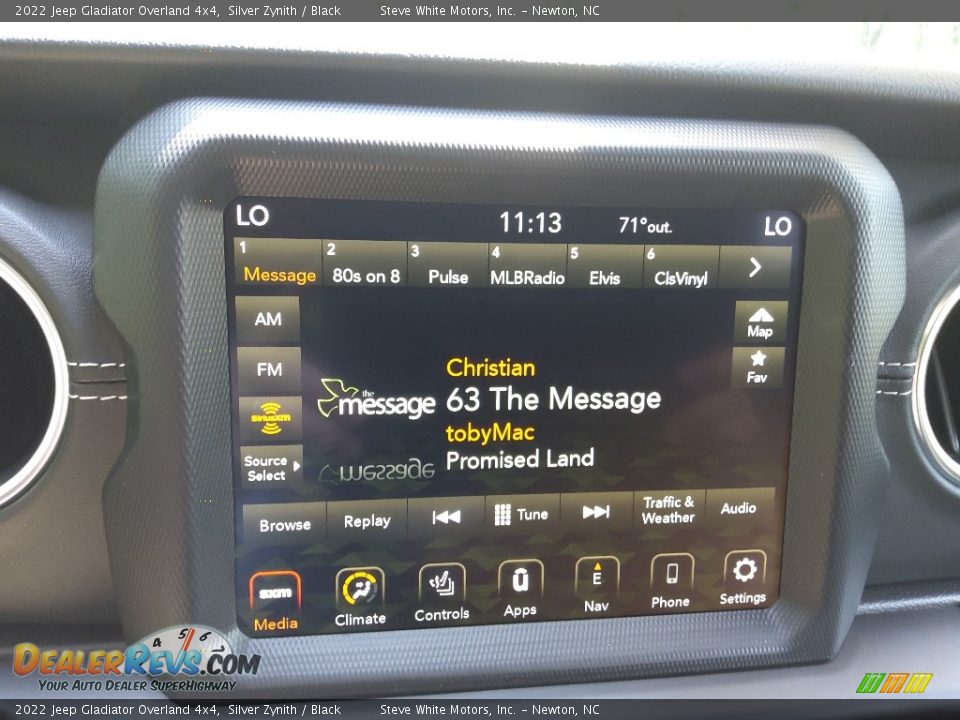 2022 Jeep Gladiator Overland 4x4, Silver Zynith / Black Steve White Motors, Inc. – Newton, NC
LO 11:13 71°out. LO
1 Message 2 80s on 8 3 Pulse 4 MLBRadio 5 Elvis 6 ClsVinyl
AM
Map
FM
Fav
SiriusXM
Source Select
the message
Christian
63 The Message
tobyMac
Promised Land
Browse Replay Tune Traffic & Weather Audio
sxm E
Media Climate Controls Apps Nav Phone Settings
4 5 6
DealerRevs.com
Your Auto Dealer SuperHighway
2022 Jeep Gladiator Overland 4x4, Silver Zynith / Black Steve White Motors, Inc. – Newton, NC